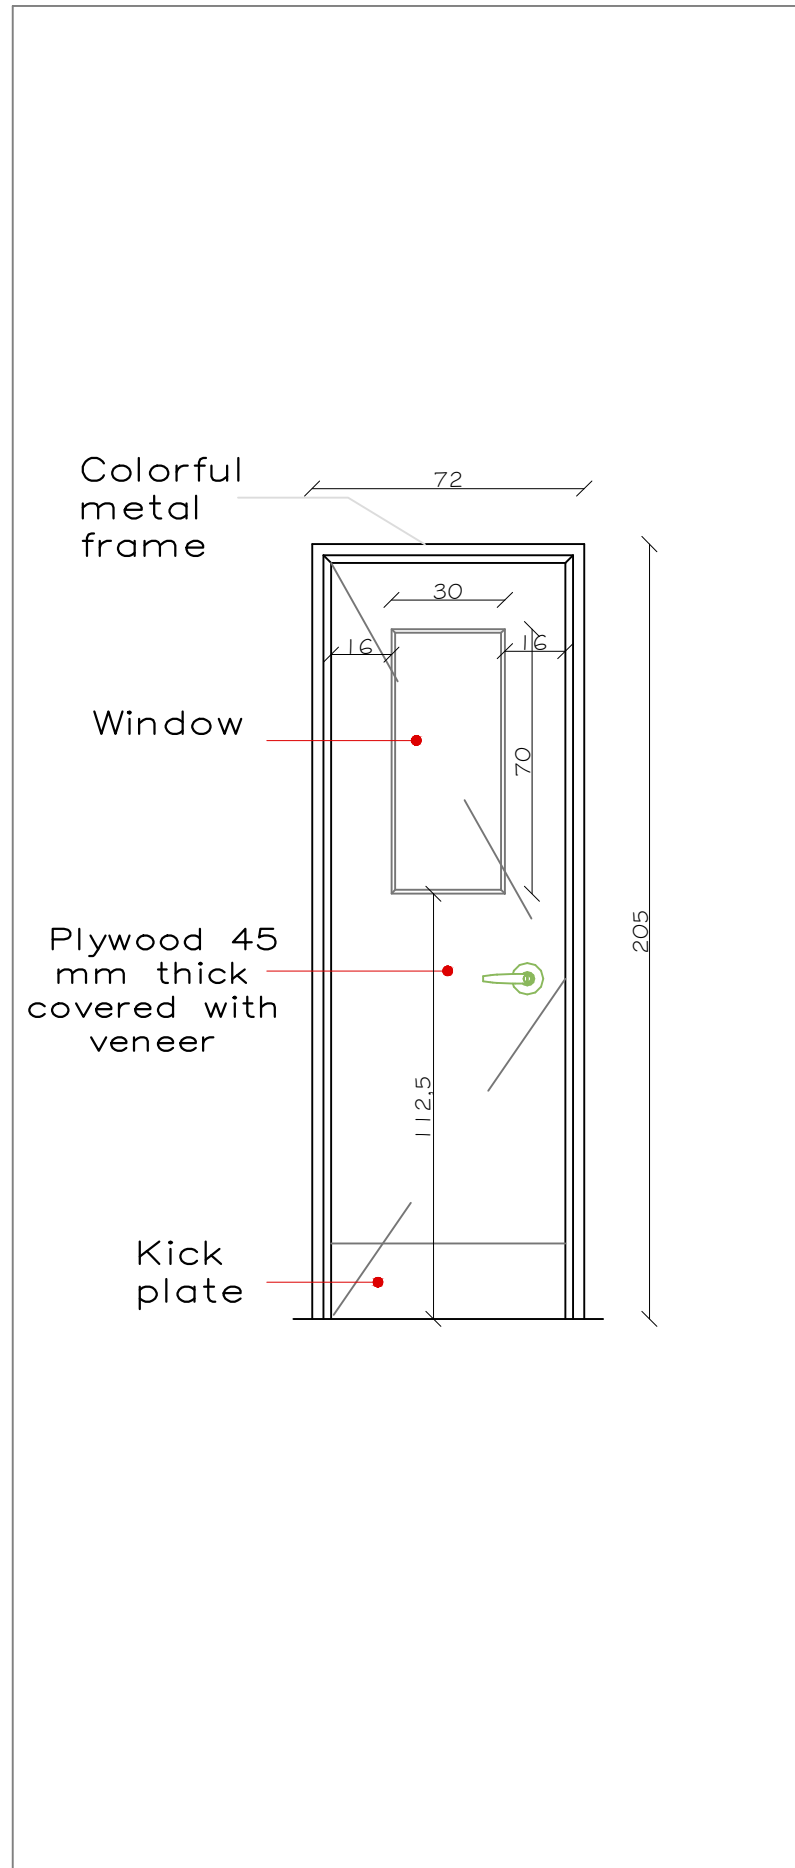 Colorful
metal
frame
72
30
16
16
Window
70
Plywood 45
mm thick
covered with
veneer
205
112,5
Kick
plate